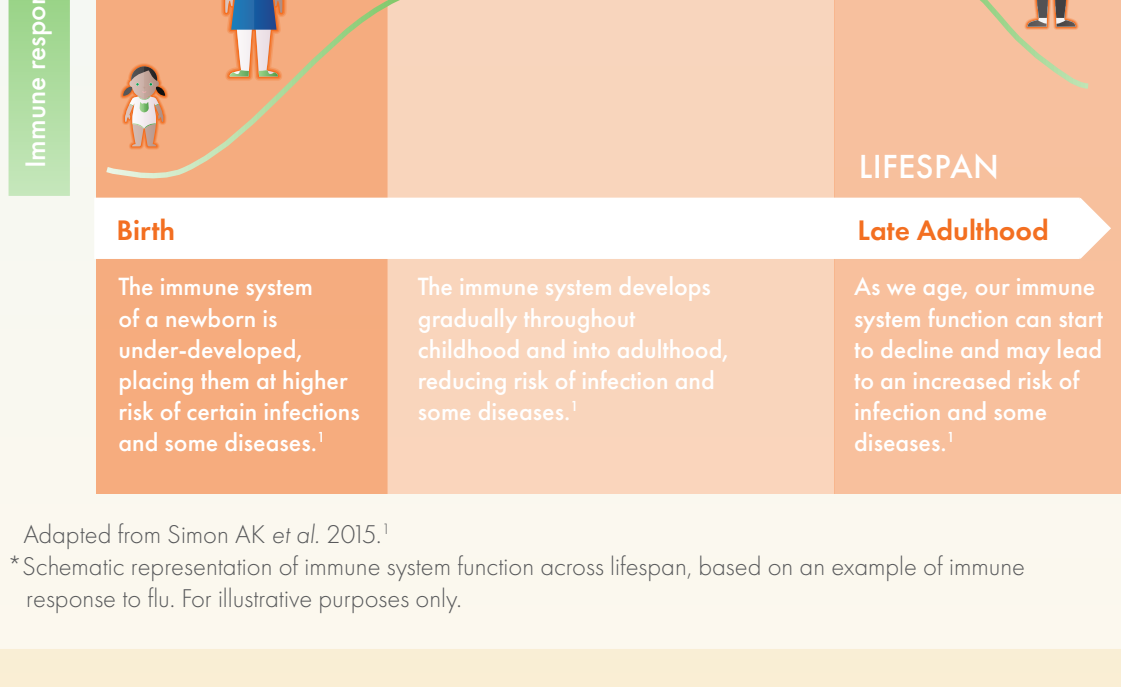 Immune
LIFESPAN
Birth
Late Adulthood
The immune system
of a newborn is
under-developed,
placing them at higher
risk of certain infections
and some diseases.¹
The immune system develops
gradually throughout
childhood and into adulthood,
reducing risk of infection and
some diseases.¹
As we age, our immune
system function can start
to decline and may lead
to an increased risk of
infection and some
diseases.¹
Adapted from Simon AK et al. 2015.¹
*Schematic representation of immune system function across lifespan, based on an example of immune
response to flu. For illustrative purposes only.